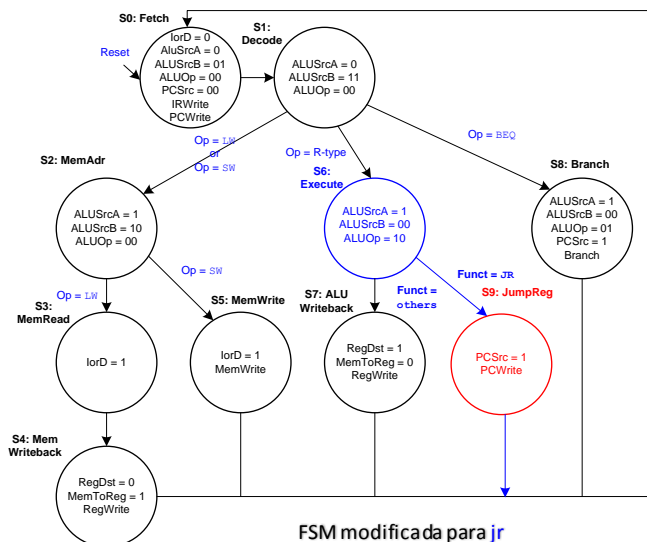 S0: Fetch
IorD = 0
AluSrcA = 0
ALUSrcB = 01
ALUOp = 00
PCSrc = 00
IRWrite
PCWrite
Reset
S1:
Decode
ALUSrcA = 0
ALUSrcB = 11
ALUOp = 00
Op = LW
or
Op = SW
Op = R-type
Op = BEQ
S2: MemAdr
ALUSrcA = 1
ALUSrcB = 10
ALUOp = 00
S6:
Execute
ALUSrcA = 1
ALUSrcB = 00
ALUOp = 10
S8: Branch
ALUSrcA = 1
ALUSrcB = 00
ALUOp = 01
PCSrc = 1
Branch
Op = LW
Op = SW
Funct =
others
Funct = JR
S3:
MemRead
IorD = 1
S5: MemWrite
IorD = 1
MemWrite
S7: ALU
Writeback
RegDst = 1
MemToReg = 0
RegWrite
S9: JumpReg
PCSrc = 1
PCWrite
S4: Mem
Writeback
RegDst = 0
MemToReg = 1
RegWrite
FSM modificada para jr